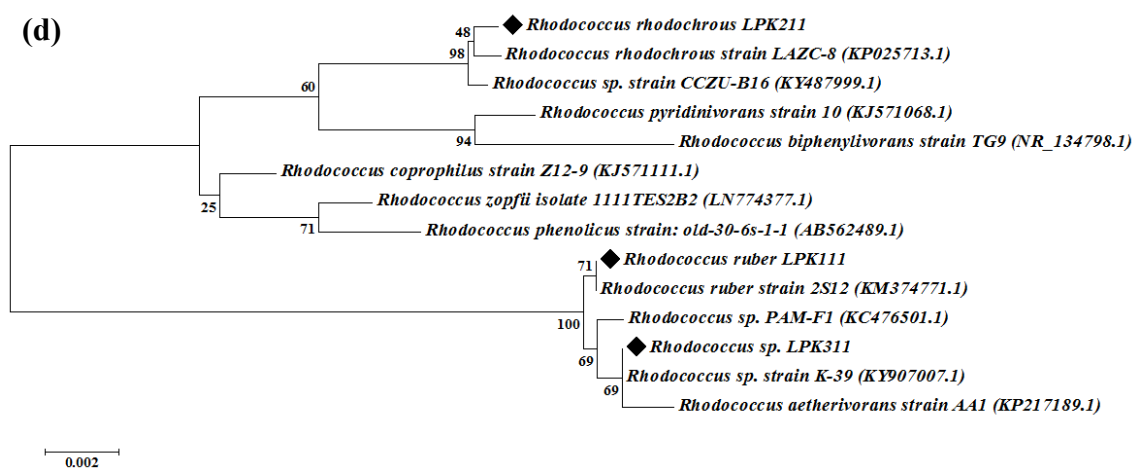 (d)
Rhodococcus rhodochrous LPK211
48
Rhodococcus rhodochrous strain LAZC-8 (KP025713.1)
98
Rhodococcus sp. strain CCZU-B16 (KY487999.1)
60
Rhodococcus pyridinivorans strain 10 (KJ571068.1)
94
Rhodococcus biphenylivorans strain TG9 (NR_134798.1)
Rhodococcus coprophilus strain Z12-9 (KJ571111.1)
25
Rhodococcus zopfii isolate 1111TES2B2 (LN774377.1)
71
Rhodococcus phenolicus strain: old-30-6s-1-1 (AB562489.1)
Rhodococcus ruber LPK111
71
Rhodococcus ruber strain 2S12 (KM374771.1)
100
Rhodococcus sp. PAM-F1 (KC476501.1)
Rhodococcus sp. LPK311
69
Rhodococcus sp. strain K-39 (KY907007.1)
69
Rhodococcus aetherivorans strain AA1 (KP217189.1)
0.002